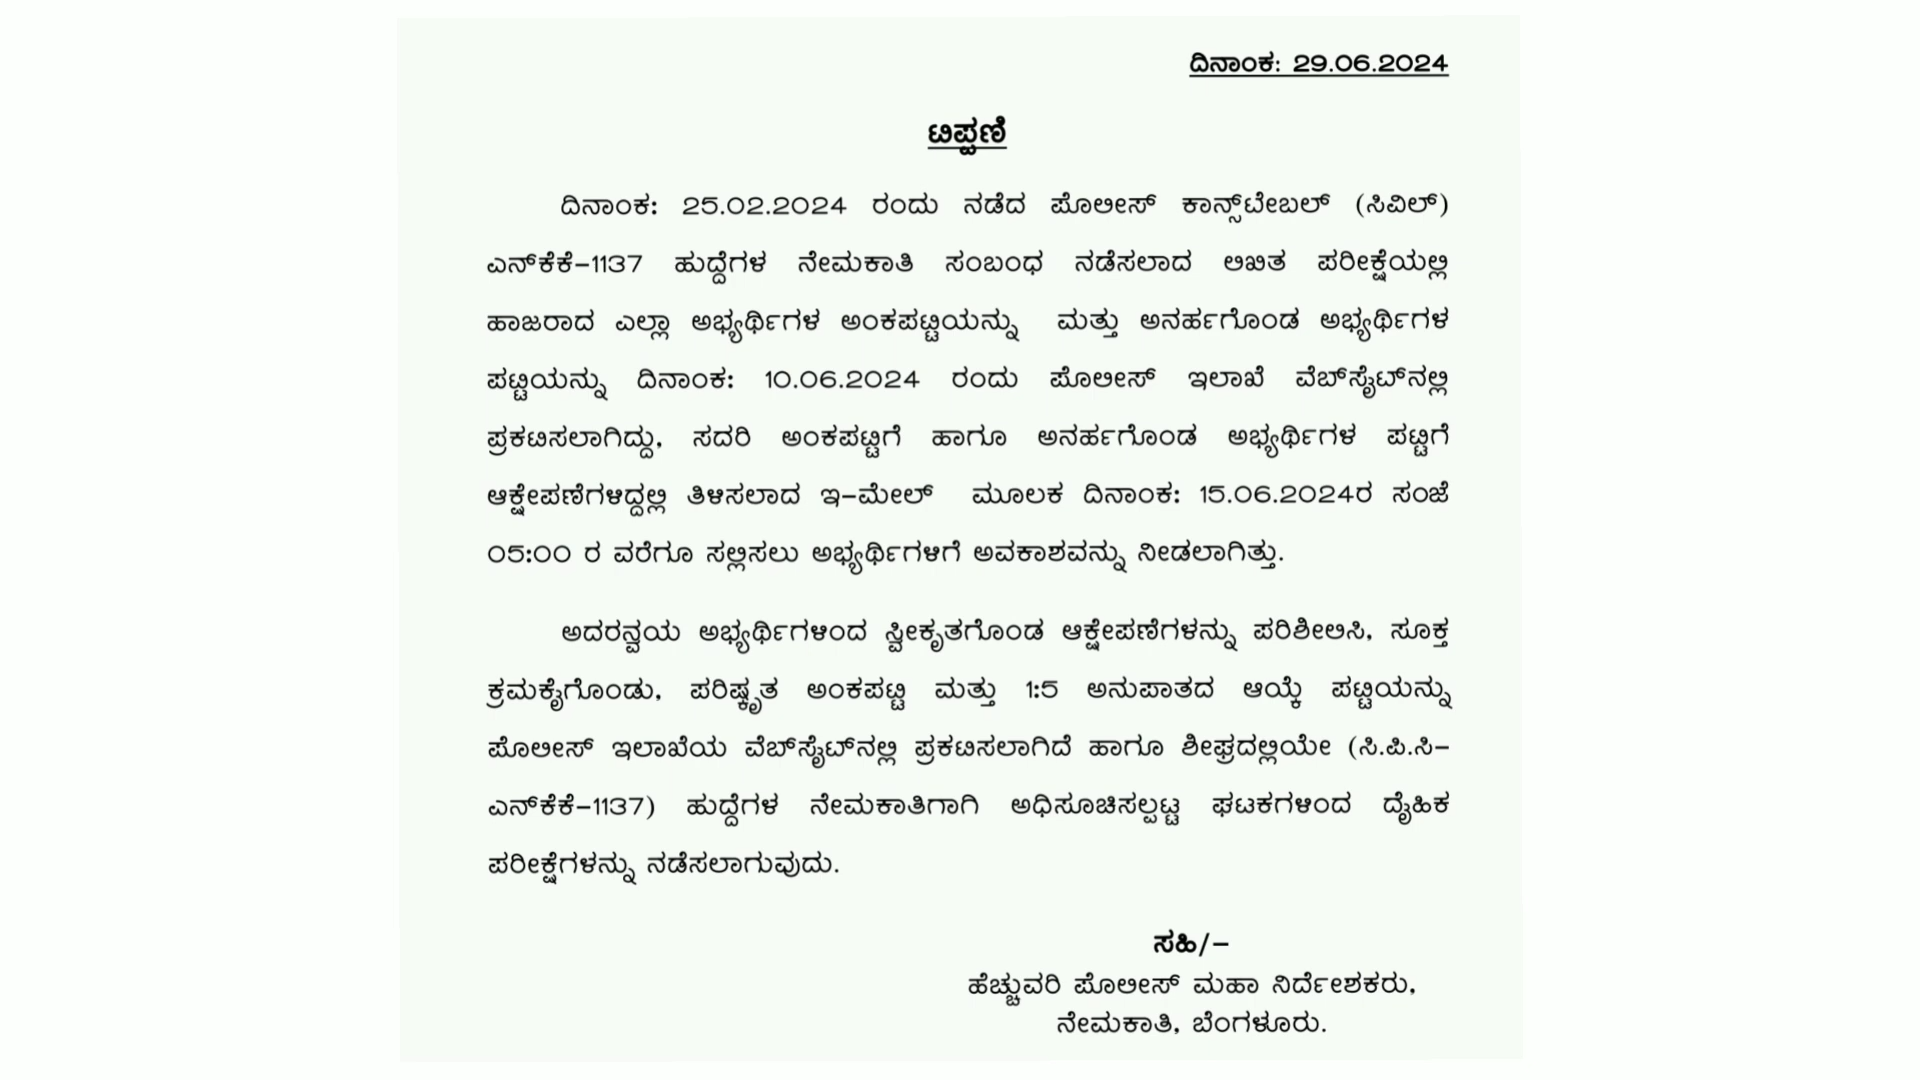 ದಿನಾಂಕ: 29.06.2024
ಟಿಪ್ಪಣಿ
ದಿನಾಂಕ: 25.02.2024 ರಂದು ನಡೆದ ಪೊಲೀಸ್ ಕಾನ್ಸ್‌ಟೇಬಲ್ (ಸಿವಿಲ್)
ಎನ್‌ಕೆಕೆ-1137 ಹುದ್ದೆಗಳ ನೇಮಕಾತಿ ಸಂಬಂಧ ನಡೆಸಲಾದ ಲಿಖಿತ ಪರೀಕ್ಷೆಯಲ್ಲಿ
ಹಾಜರಾದ ಎಲ್ಲಾ ಅಭ್ಯರ್ಥಿಗಳ ಅಂಕಪಟ್ಟಿಯನ್ನು ಮತ್ತು ಅನರ್ಹಗೊಂಡ ಅಭ್ಯರ್ಥಿಗಳ
ಪಟ್ಟಿಯನ್ನು ದಿನಾಂಕ: 10.06.2024 ರಂದು ಪೊಲೀಸ್ ಇಲಾಖೆ ವೆಬ್‌ಸೈಟ್‌ನಲ್ಲಿ
ಪ್ರಕಟಿಸಲಾಗಿದ್ದು, ಸದರಿ ಅಂಕಪಟ್ಟಿಗೆ ಹಾಗೂ ಅನರ್ಹಗೊಂಡ ಅಭ್ಯರ್ಥಿಗಳ ಪಟ್ಟಿಗೆ
ಆಕ್ಷೇಪಣೆಗಳಿದ್ದಲ್ಲಿ ತಿಳಿಸಲಾದ ಇ-ಮೇಲ್ ಮೂಲಕ ದಿನಾಂಕ: 15.06.2024ರ ಸಂಜೆ
05:00 ರ ವರೆಗೂ ಸಲ್ಲಿಸಲು ಅಭ್ಯರ್ಥಿಗಳಿಗೆ ಅವಕಾಶವನ್ನು ನೀಡಲಾಗಿತ್ತು.
ಅದರನ್ವಯ ಅಭ್ಯರ್ಥಿಗಳಿಂದ ಸ್ವೀಕೃತಗೊಂಡ ಆಕ್ಷೇಪಣೆಗಳನ್ನು ಪರಿಶೀಲಿಸಿ, ಸೂಕ್ತ
ಕ್ರಮಕೈಗೊಂಡು, ಪರಿಷ್ಕೃತ ಅಂಕಪಟ್ಟಿ ಮತ್ತು 1:5 ಅನುಪಾತದ ಆಯ್ಕೆ ಪಟ್ಟಿಯನ್ನು
ಪೊಲೀಸ್ ಇಲಾಖೆಯ ವೆಬ್‌ಸೈಟ್‌ನಲ್ಲಿ ಪ್ರಕಟಿಸಲಾಗಿದೆ ಹಾಗೂ ಶೀಘ್ರದಲ್ಲಿಯೇ (ಸಿ.ಪಿ.ಸಿ-
ಎನ್‌ಕೆಕೆ-1137) ಹುದ್ದೆಗಳ ನೇಮಕಾತಿಗಾಗಿ ಅಧಿಸೂಚಿಸಲ್ಪಟ್ಟ ಘಟಕಗಳಿಂದ ದೈಹಿಕ
ಪರೀಕ್ಷೆಗಳನ್ನು ನಡೆಸಲಾಗುವುದು.
ಸಹಿ/-
ಹೆಚ್ಚುವರಿ ಪೊಲೀಸ್ ಮಹಾ ನಿರ್ದೇಶಕರು,
ನೇಮಕಾತಿ, ಬೆಂಗಳೂರು.